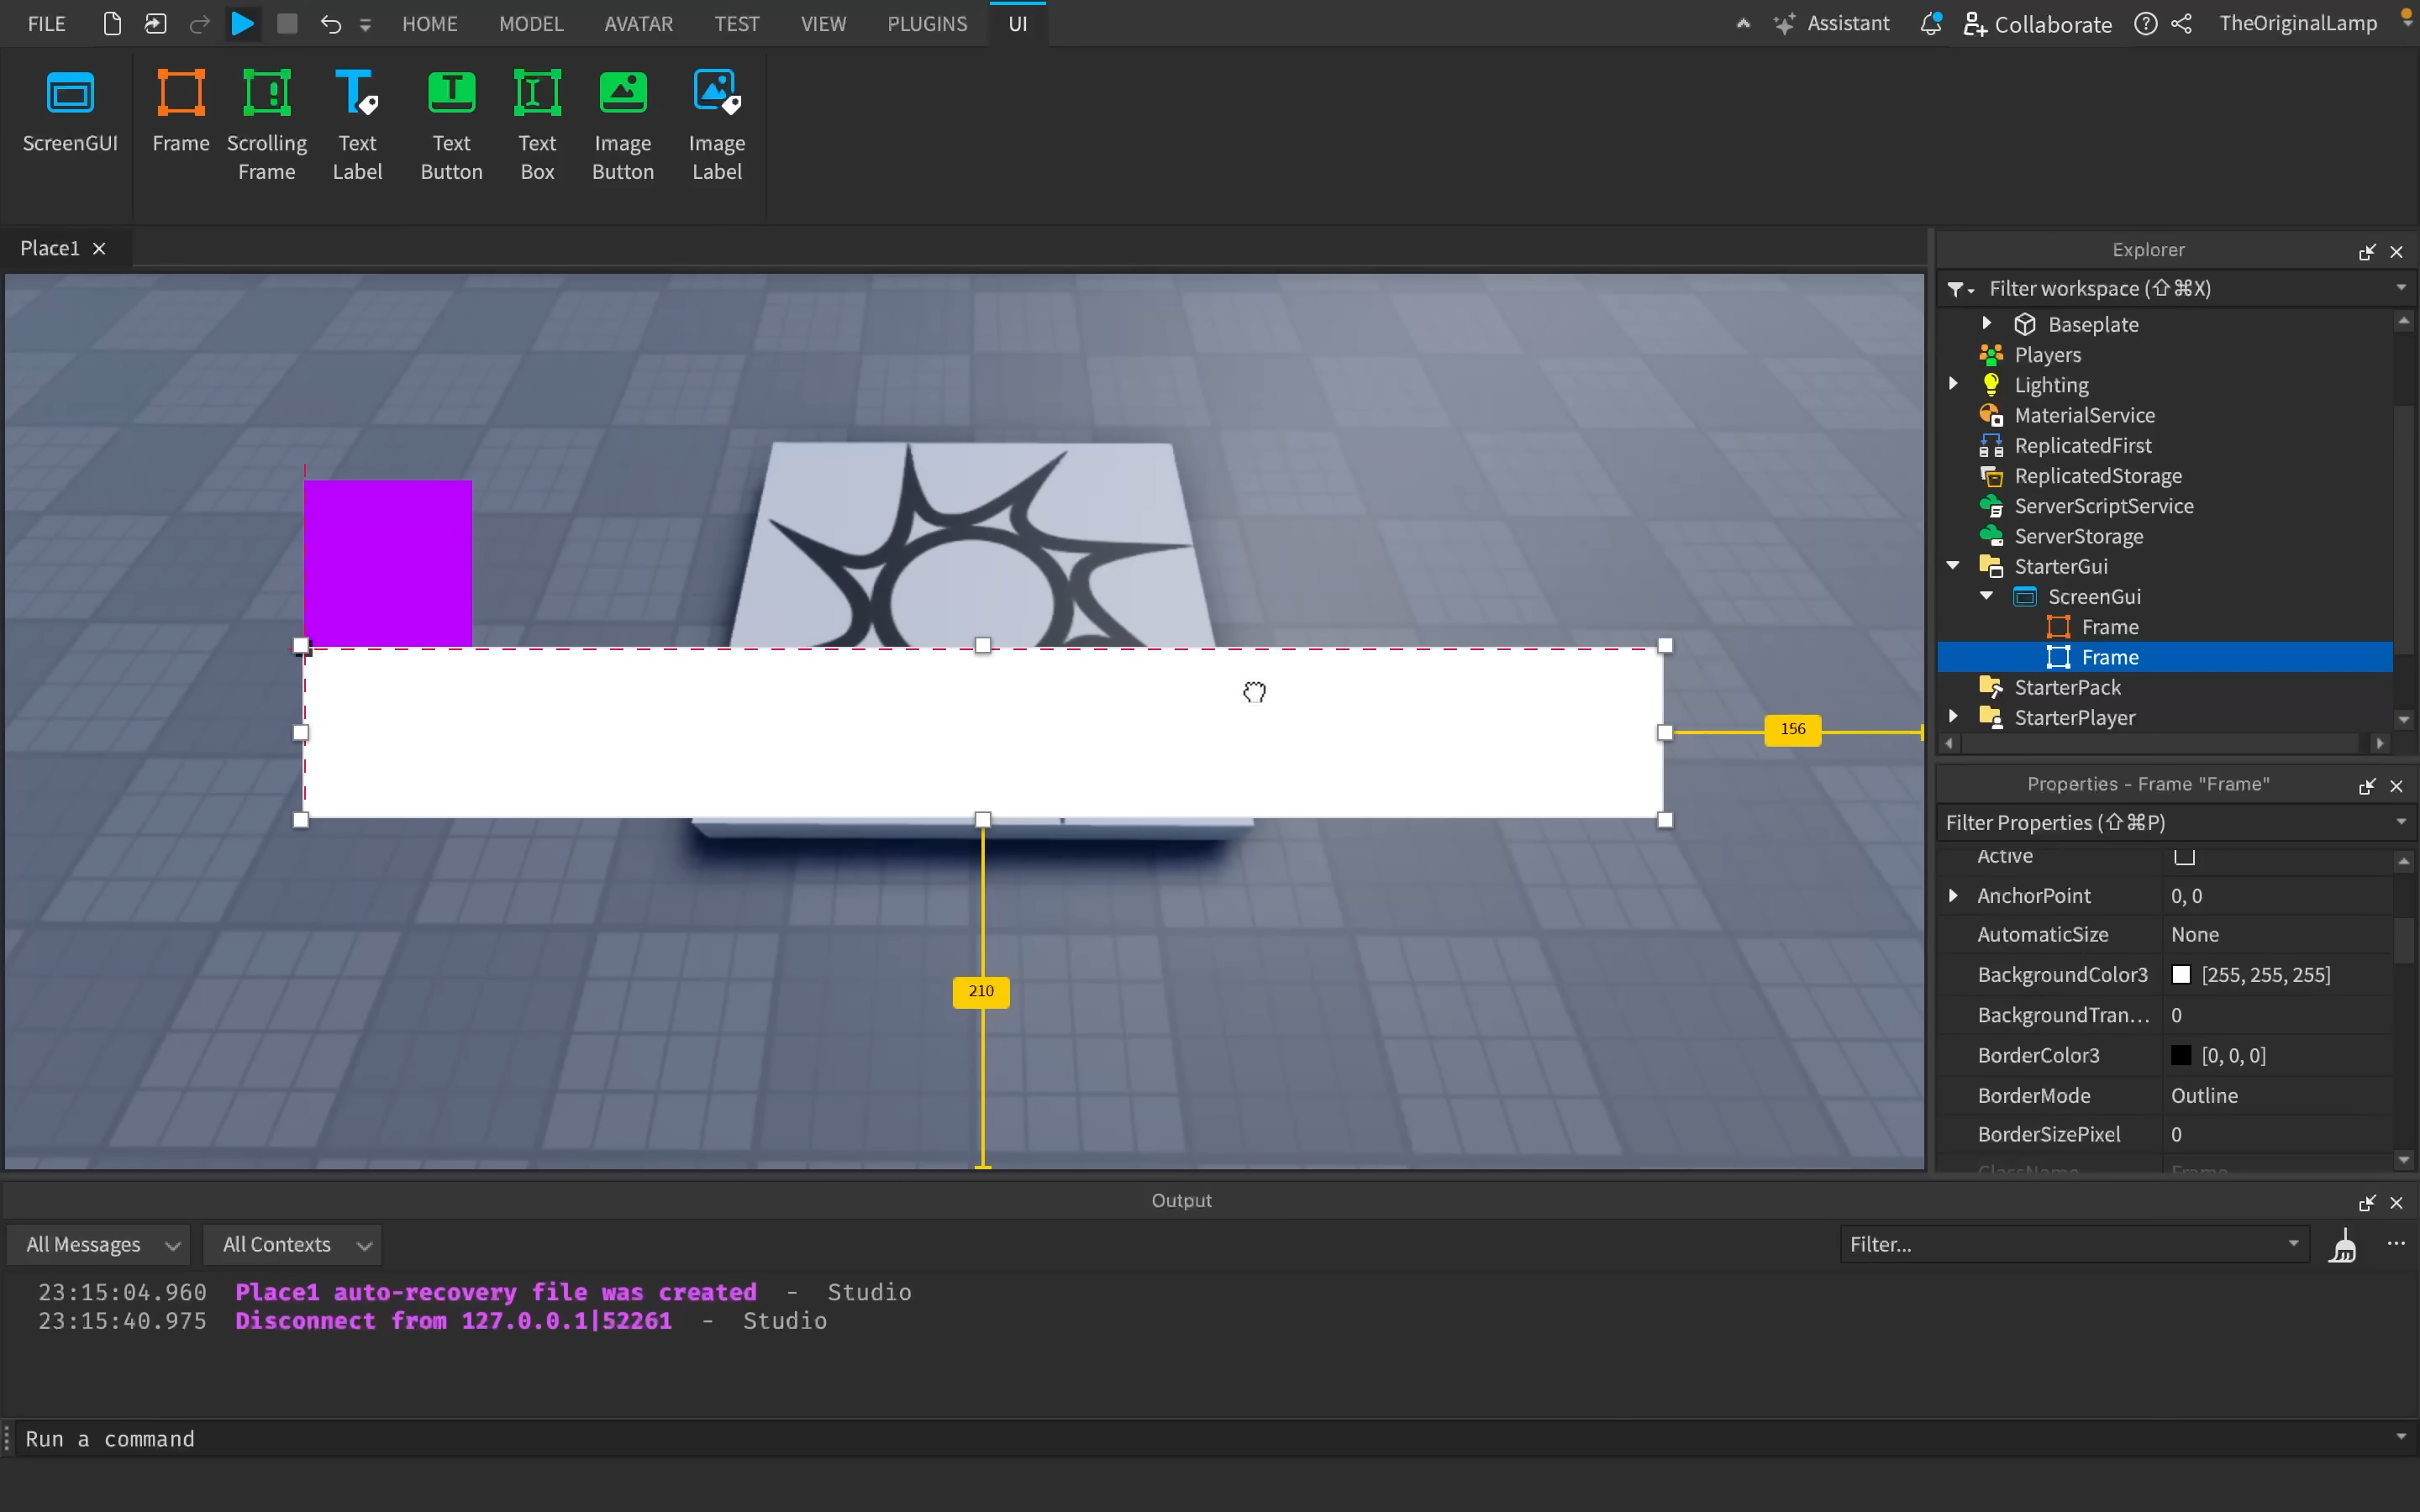 FILE HOME MODEL AVATAR TEST VIEW PLUGINS UI Assistant Collaborate TheOriginalLamp
ScreenGUI
Frame
Scrolling
Frame
Text
Label
Text
Button
Text
Box
Image
Button
Image
Label
Place1
156
210
Explorer
Filter workspace (⇧⌘X)
Baseplate
Players
Lighting
MaterialService
ReplicatedFirst
ReplicatedStorage
ServerScriptService
ServerStorage
StarterGui
ScreenGui
Frame
Frame
StarterPack
StarterPlayer
Properties - Frame "Frame"
Filter Properties (⇧⌘P)
Active
AnchorPoint 0, 0
AutomaticSize None
BackgroundColor3 [255, 255, 255]
BackgroundTran... 0
BorderColor3 [0, 0, 0]
BorderMode Outline
BorderSizePixel 0
ClassName Frame
Output
All Messages All Contexts Filter...
23:15:04.960 Place1 auto-recovery file was created - Studio
23:15:40.975 Disconnect from 127.0.0.1|52261 - Studio
Run a command